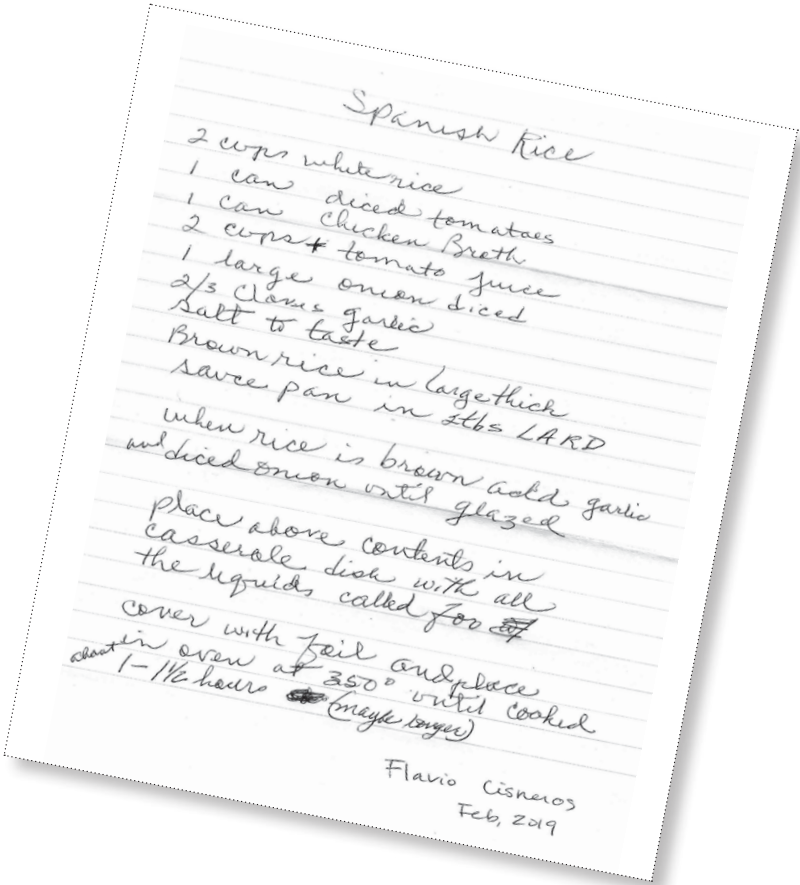 Spanish Rice
2 cups white rice
1 can diced tomatoes
1 can Chicken Broth
2 cups + tomato juice
1 large onion diced
2/3 cloves garlic
salt to taste
Brown rice in large thick
sauce pan in 2tbs LARD
when rice is brown add garlic
and diced onion until glazed
place above contents in
casserole dish with all
the liquids called for
cover with foil and place
in oven at 350° until cooked
about 1-1½ hours (maybe longer)
Flavio Cisneros
Feb, 2019